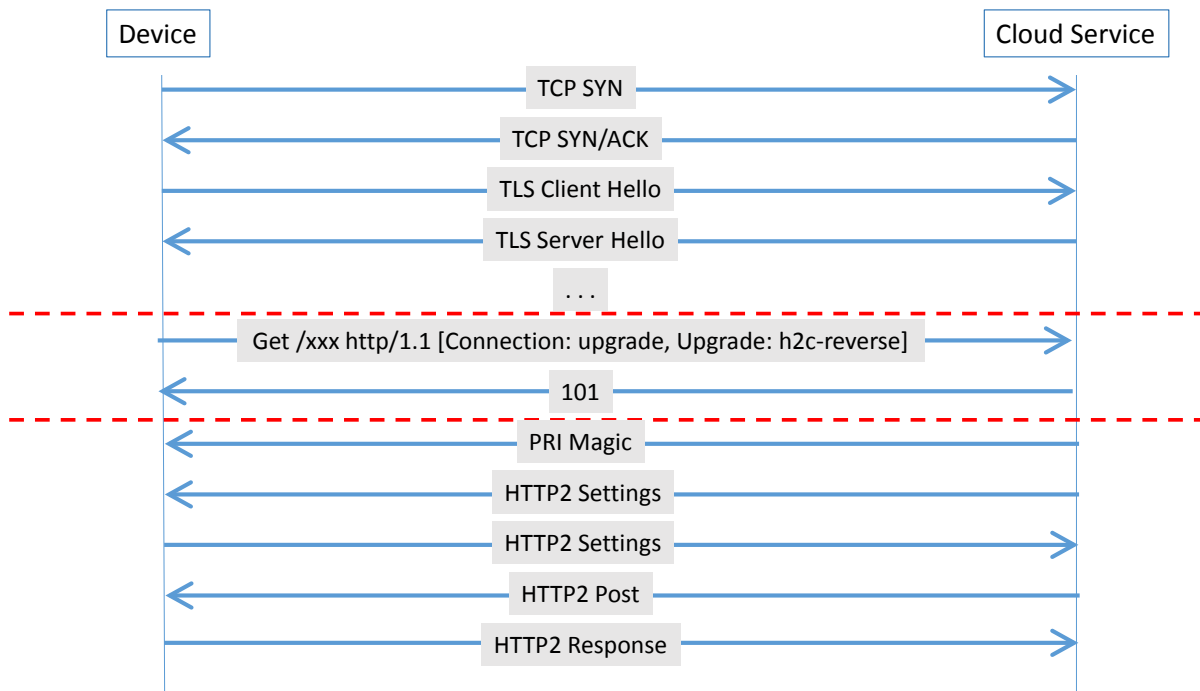 Device
Cloud Service
TCP SYN
TCP SYN/ACK
TLS Client Hello
TLS Server Hello
. . .
Get /xxx http/1.1 [Connection: upgrade, Upgrade: h2c-reverse]
101
PRI Magic
HTTP2 Settings
HTTP2 Settings
HTTP2 Post
HTTP2 Response